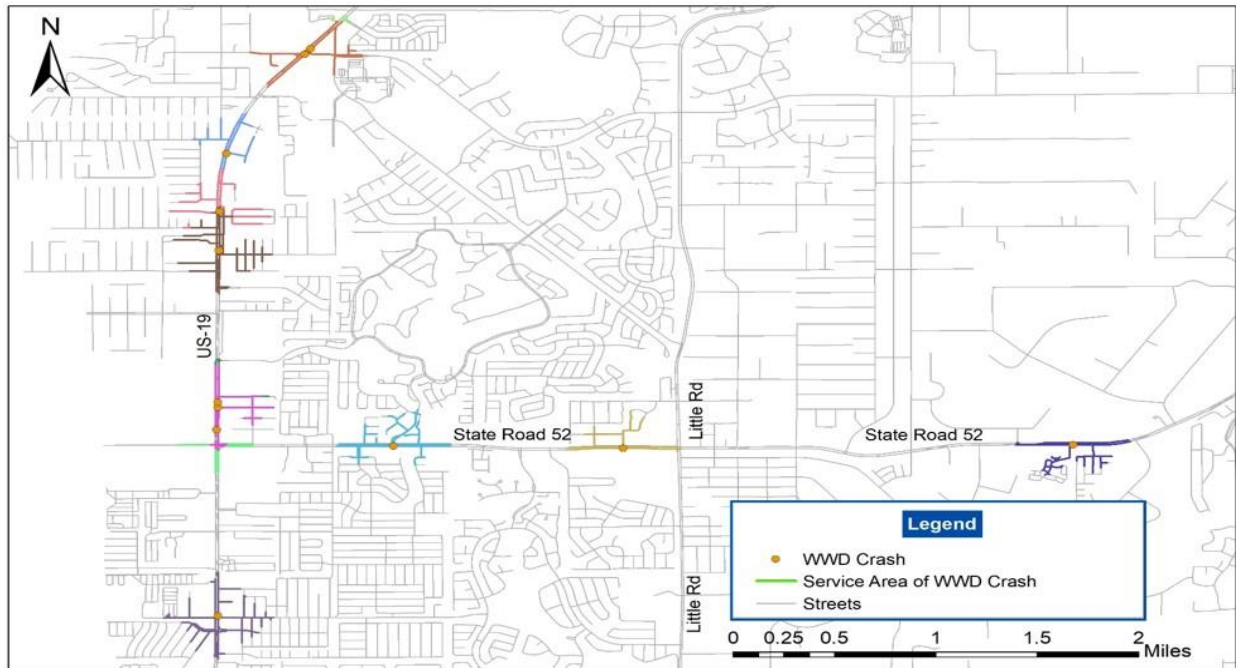 N
US-19
Little Rd
State Road 52
State Road 52
Little Rd
Legend
WWD Crash
Service Area of WWD Crash
Streets
0 0.25 0.5 1 1.5 2
Miles